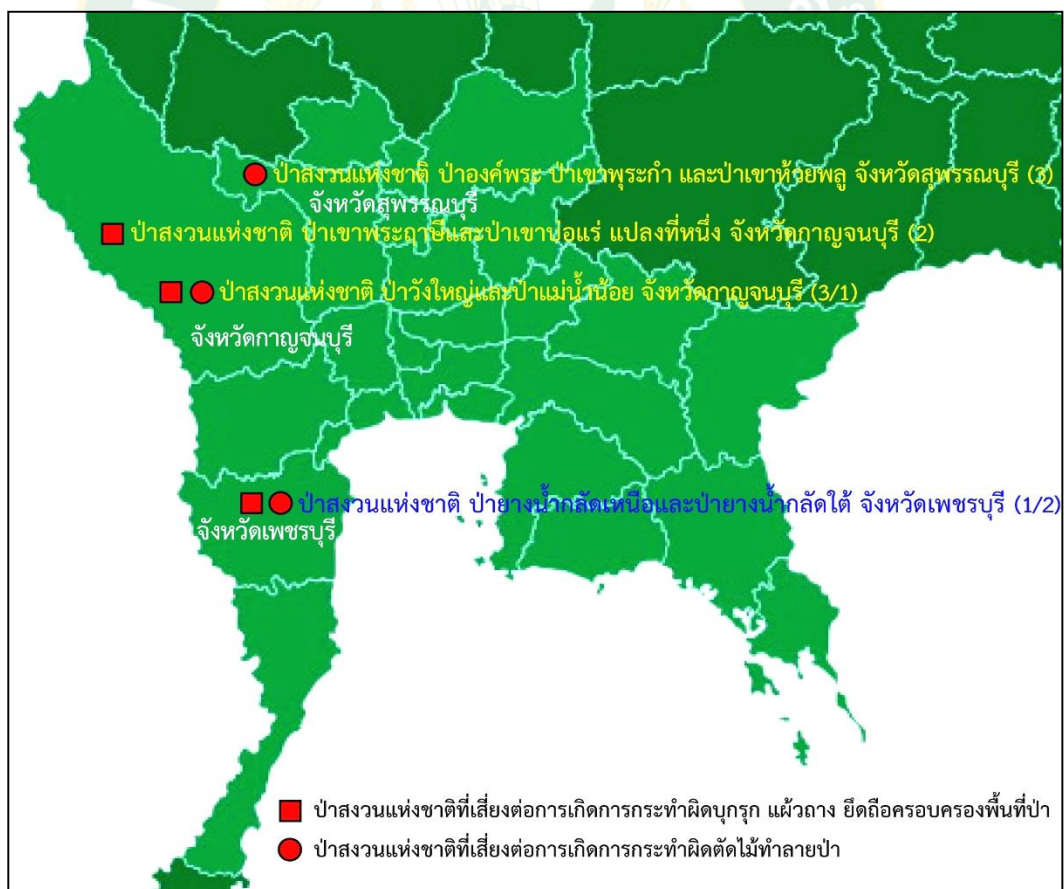 ป่าสงวนแห่งชาติ ป่าองค์พระ ป่าเขาพุระกำ และป่าเขาห้วยพลู จังหวัดสุพรรณบุรี (3)
จังหวัดสุพรรณบุรี
ป่าสงวนแห่งชาติ ป่าเขาพระฤาษีและป่าเขาบ่อแร่ แปลงที่หนึ่ง จังหวัดกาญจนบุรี (2)
ป่าสงวนแห่งชาติ ป่าวังใหญ่และป่าแม่น้ำน้อย จังหวัดกาญจนบุรี (3/1)
จังหวัดกาญจนบุรี
ป่าสงวนแห่งชาติ ป่ายางน้ำกลัดเหนือและป่ายางน้ำกลัดใต้ จังหวัดเพชรบุรี (1/2)
จังหวัดเพชรบุรี
ป่าสงวนแห่งชาติที่เสี่ยงต่อการเกิดการกระทำผิดบุกรุก แผ้วถาง ยึดถือครอบครองพื้นที่ป่า
ป่าสงวนแห่งชาติที่เสี่ยงต่อการเกิดการกระทำผิดตัดไม้ทำลายป่า